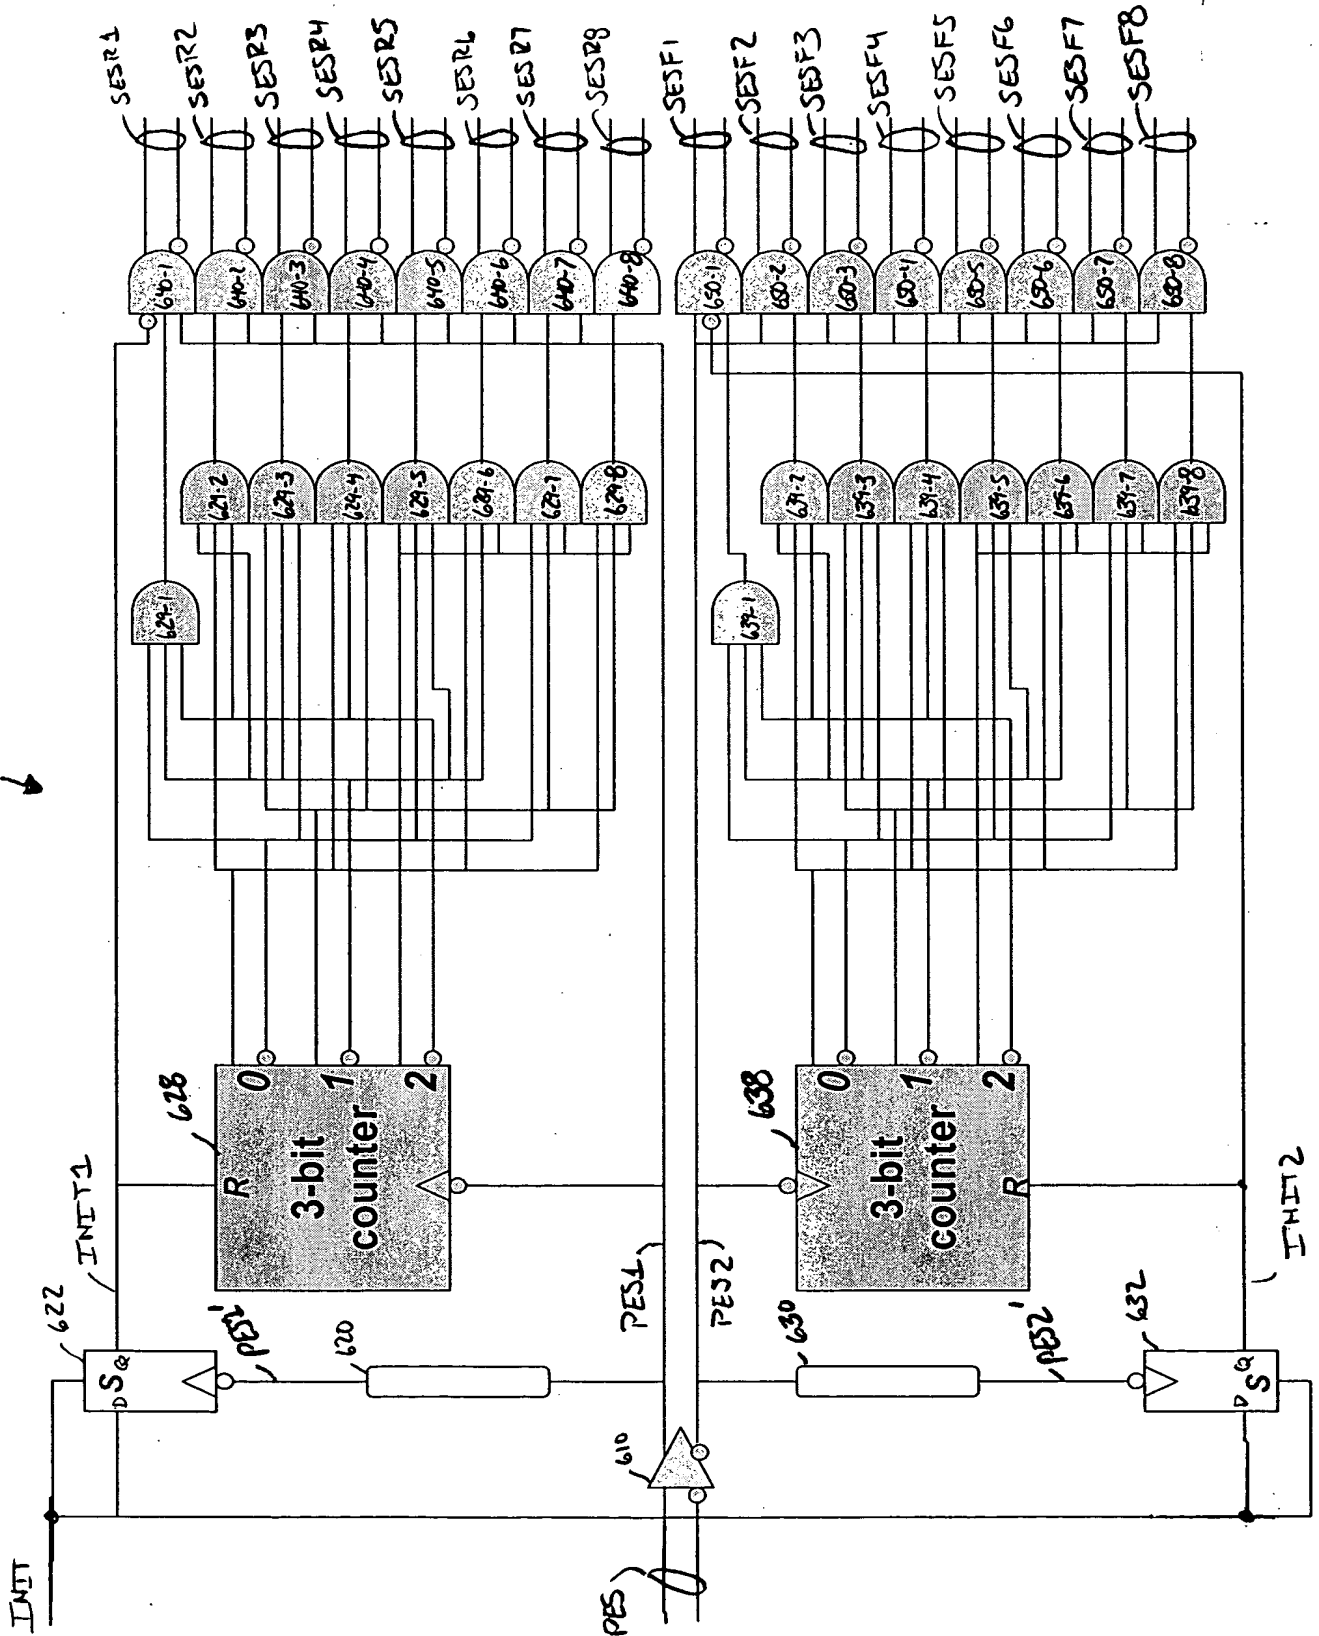 SESR1
SESR2
SESR3
SESR4
SESR5
SESR6
SESR7
SESR8
SESF1
SESF2
SESF3
SESF4
SESF5
SESF6
SESF7
SESF8
640-1
640-2
640-3
640-4
640-5
640-6
640-7
640-8
650-1
650-2
650-3
650-4
650-5
650-6
650-7
650-8
629-1
629-2
629-3
629-4
629-5
629-6
629-7
629-8
639-1
639-2
639-3
639-4
639-5
639-6
639-7
639-8
628
R
0
1
2
3-bit
counter
638
0
1
2
3-bit
counter
R
INIT1
622
D S Q
PES1'
620
PES1
PES2
630
PES2'
632
D S Q
INIT2
610
INIT
PES